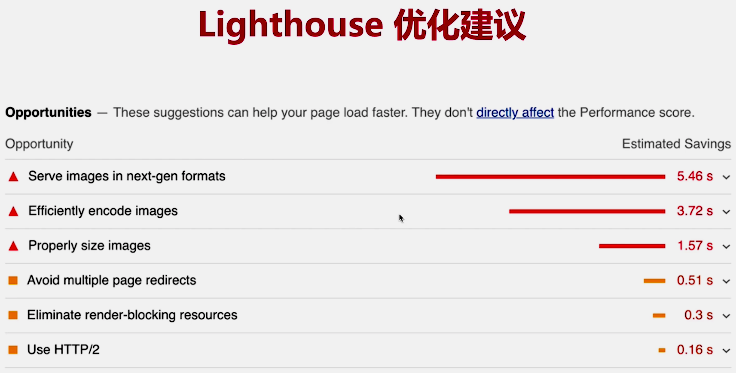 Lighthouse 优化建议
Opportunities — These suggestions can help your page load faster. They don't directly affect the Performance score.
Opportunity Estimated Savings
Serve images in next-gen formats 5.46 s
Efficiently encode images 3.72 s
Properly size images 1.57 s
Avoid multiple page redirects 0.51 s
Eliminate render-blocking resources 0.3 s
Use HTTP/2 0.16 s